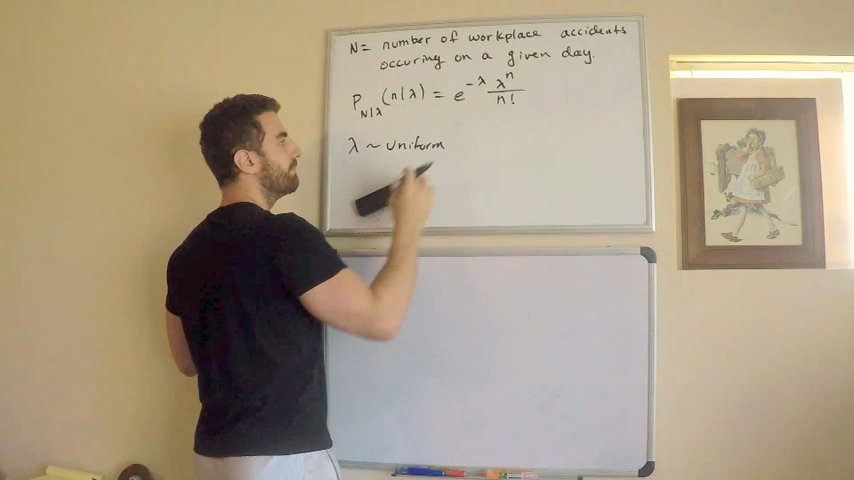 N = number of workplace accidents
occuring on a given day.
P_{N|λ}(n|λ) = e^{-λ} λ^n / n!
λ ~ Uniform